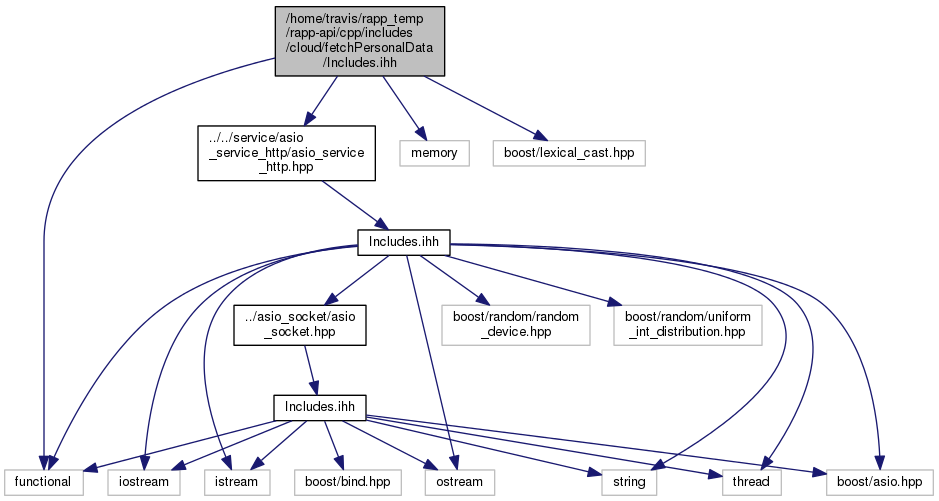 /home/travis/rapp_temp
/rapp-api/cpp/includes
/cloud/fetchPersonalData
/Includes.ihh
../../service/asio
_service_http/asio_service
_http.hpp
memory
boost/lexical_cast.hpp
Includes.ihh
../asio_socket/asio
_socket.hpp
boost/random/random
_device.hpp
boost/random/uniform
_int_distribution.hpp
Includes.ihh
functional
iostream
istream
boost/bind.hpp
ostream
string
thread
boost/asio.hpp